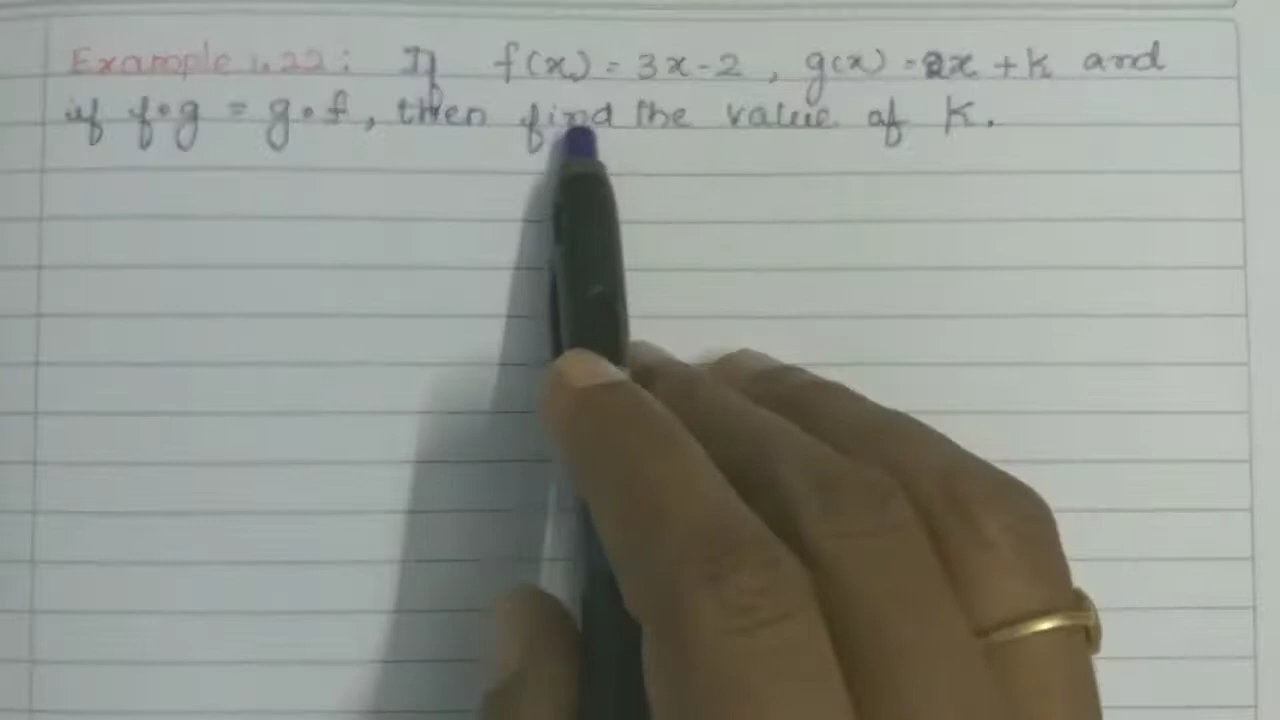 Example 1.22: If f(x) = 3x-2, g(x) = 2x + k and
if f∘g = g∘f, then find the value of k.